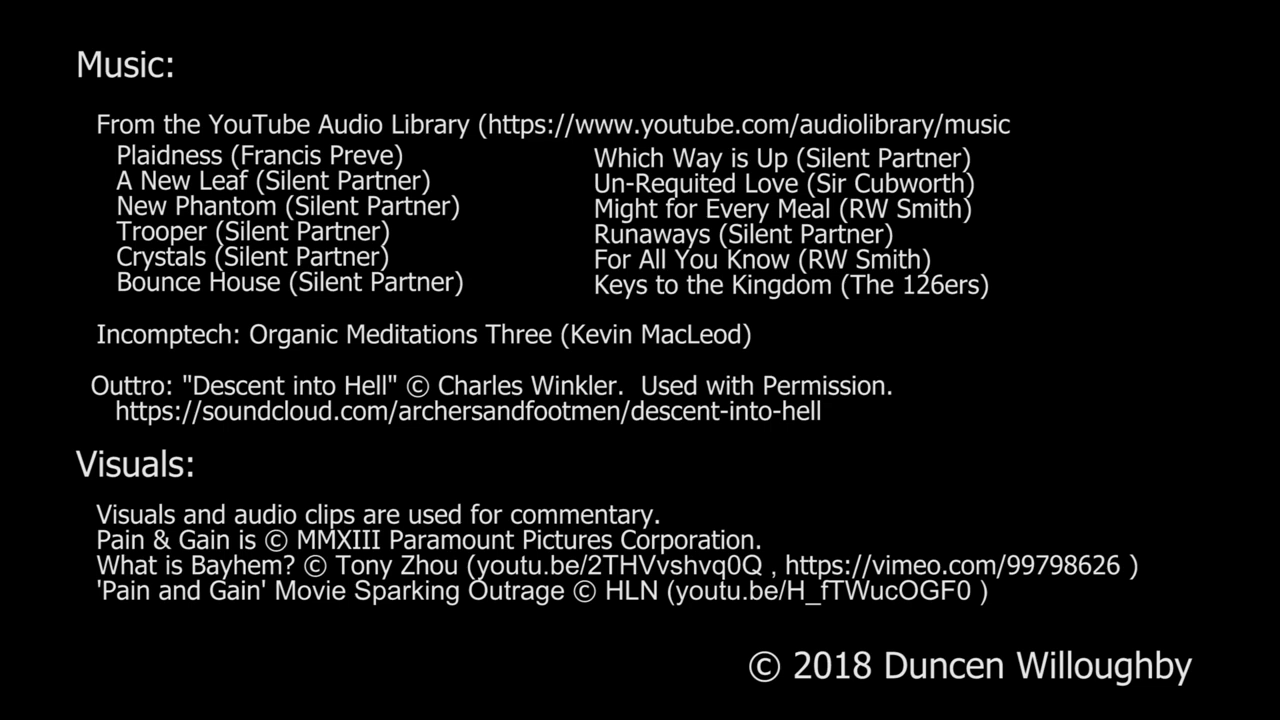 Music:
From the YouTube Audio Library (https://www.youtube.com/audiolibrary/music
Plaidness (Francis Preve)
A New Leaf (Silent Partner)
New Phantom (Silent Partner)
Trooper (Silent Partner)
Crystals (Silent Partner)
Bounce House (Silent Partner)
Which Way is Up (Silent Partner)
Un-Requited Love (Sir Cubworth)
Might for Every Meal (RW Smith)
Runaways (Silent Partner)
For All You Know (RW Smith)
Keys to the Kingdom (The 126ers)
Incomptech: Organic Meditations Three (Kevin MacLeod)
Outtro: "Descent into Hell" © Charles Winkler.  Used with Permission.
https://soundcloud.com/archersandfootmen/descent-into-hell
Visuals:
Visuals and audio clips are used for commentary.
Pain & Gain is © MMXIII Paramount Pictures Corporation.
What is Bayhem? © Tony Zhou (youtu.be/2THVvshvq0Q , https://vimeo.com/99798626 )
'Pain and Gain' Movie Sparking Outrage © HLN (youtu.be/H_fTWucOGF0 )
© 2018 Duncen Willoughby